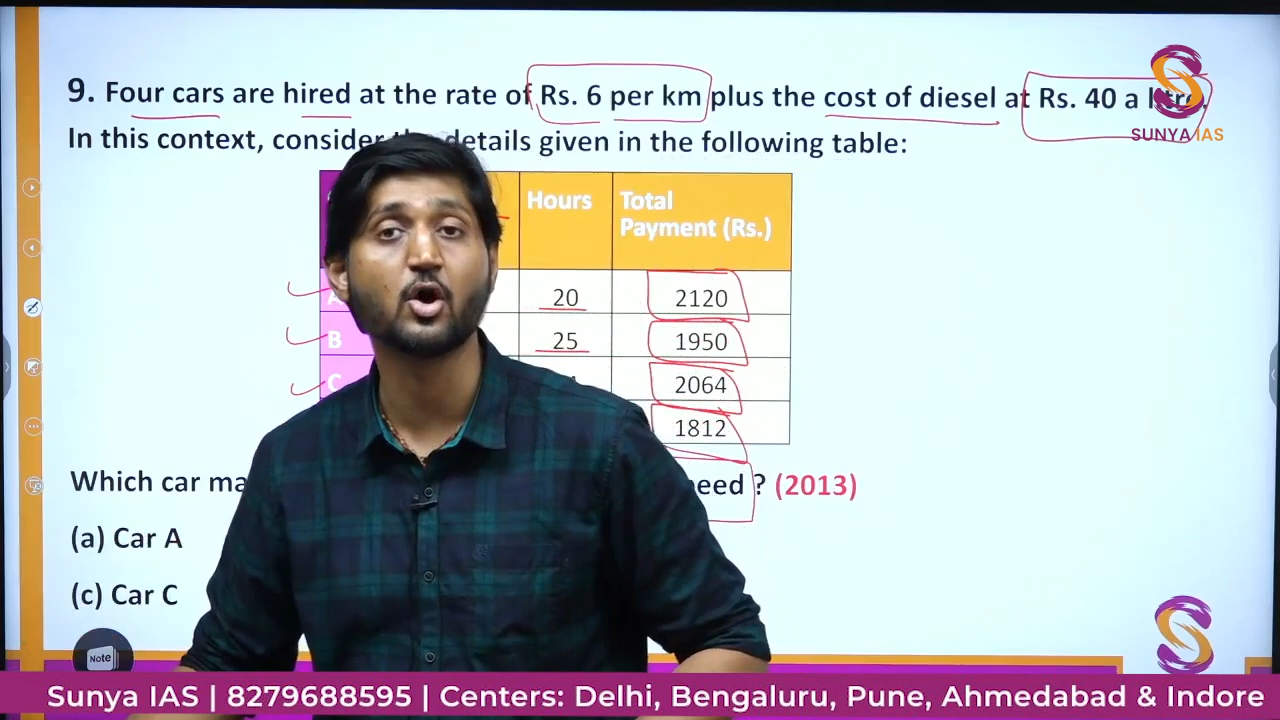 9. Four cars are hired at the rate of Rs. 6 per km plus the cost of diesel at Rs. 40 a litre.
SUNYA IAS
In this context, consider details given in the following table:
Hours Total Payment (Rs.)
A 20 2120
B 25 1950
C 2064
1812
Which car need ? (2013)
(a) Car A
(c) Car C
Note
Sunya IAS | 8279688595 | Centers: Delhi, Bengaluru, Pune, Ahmedabad & Indore